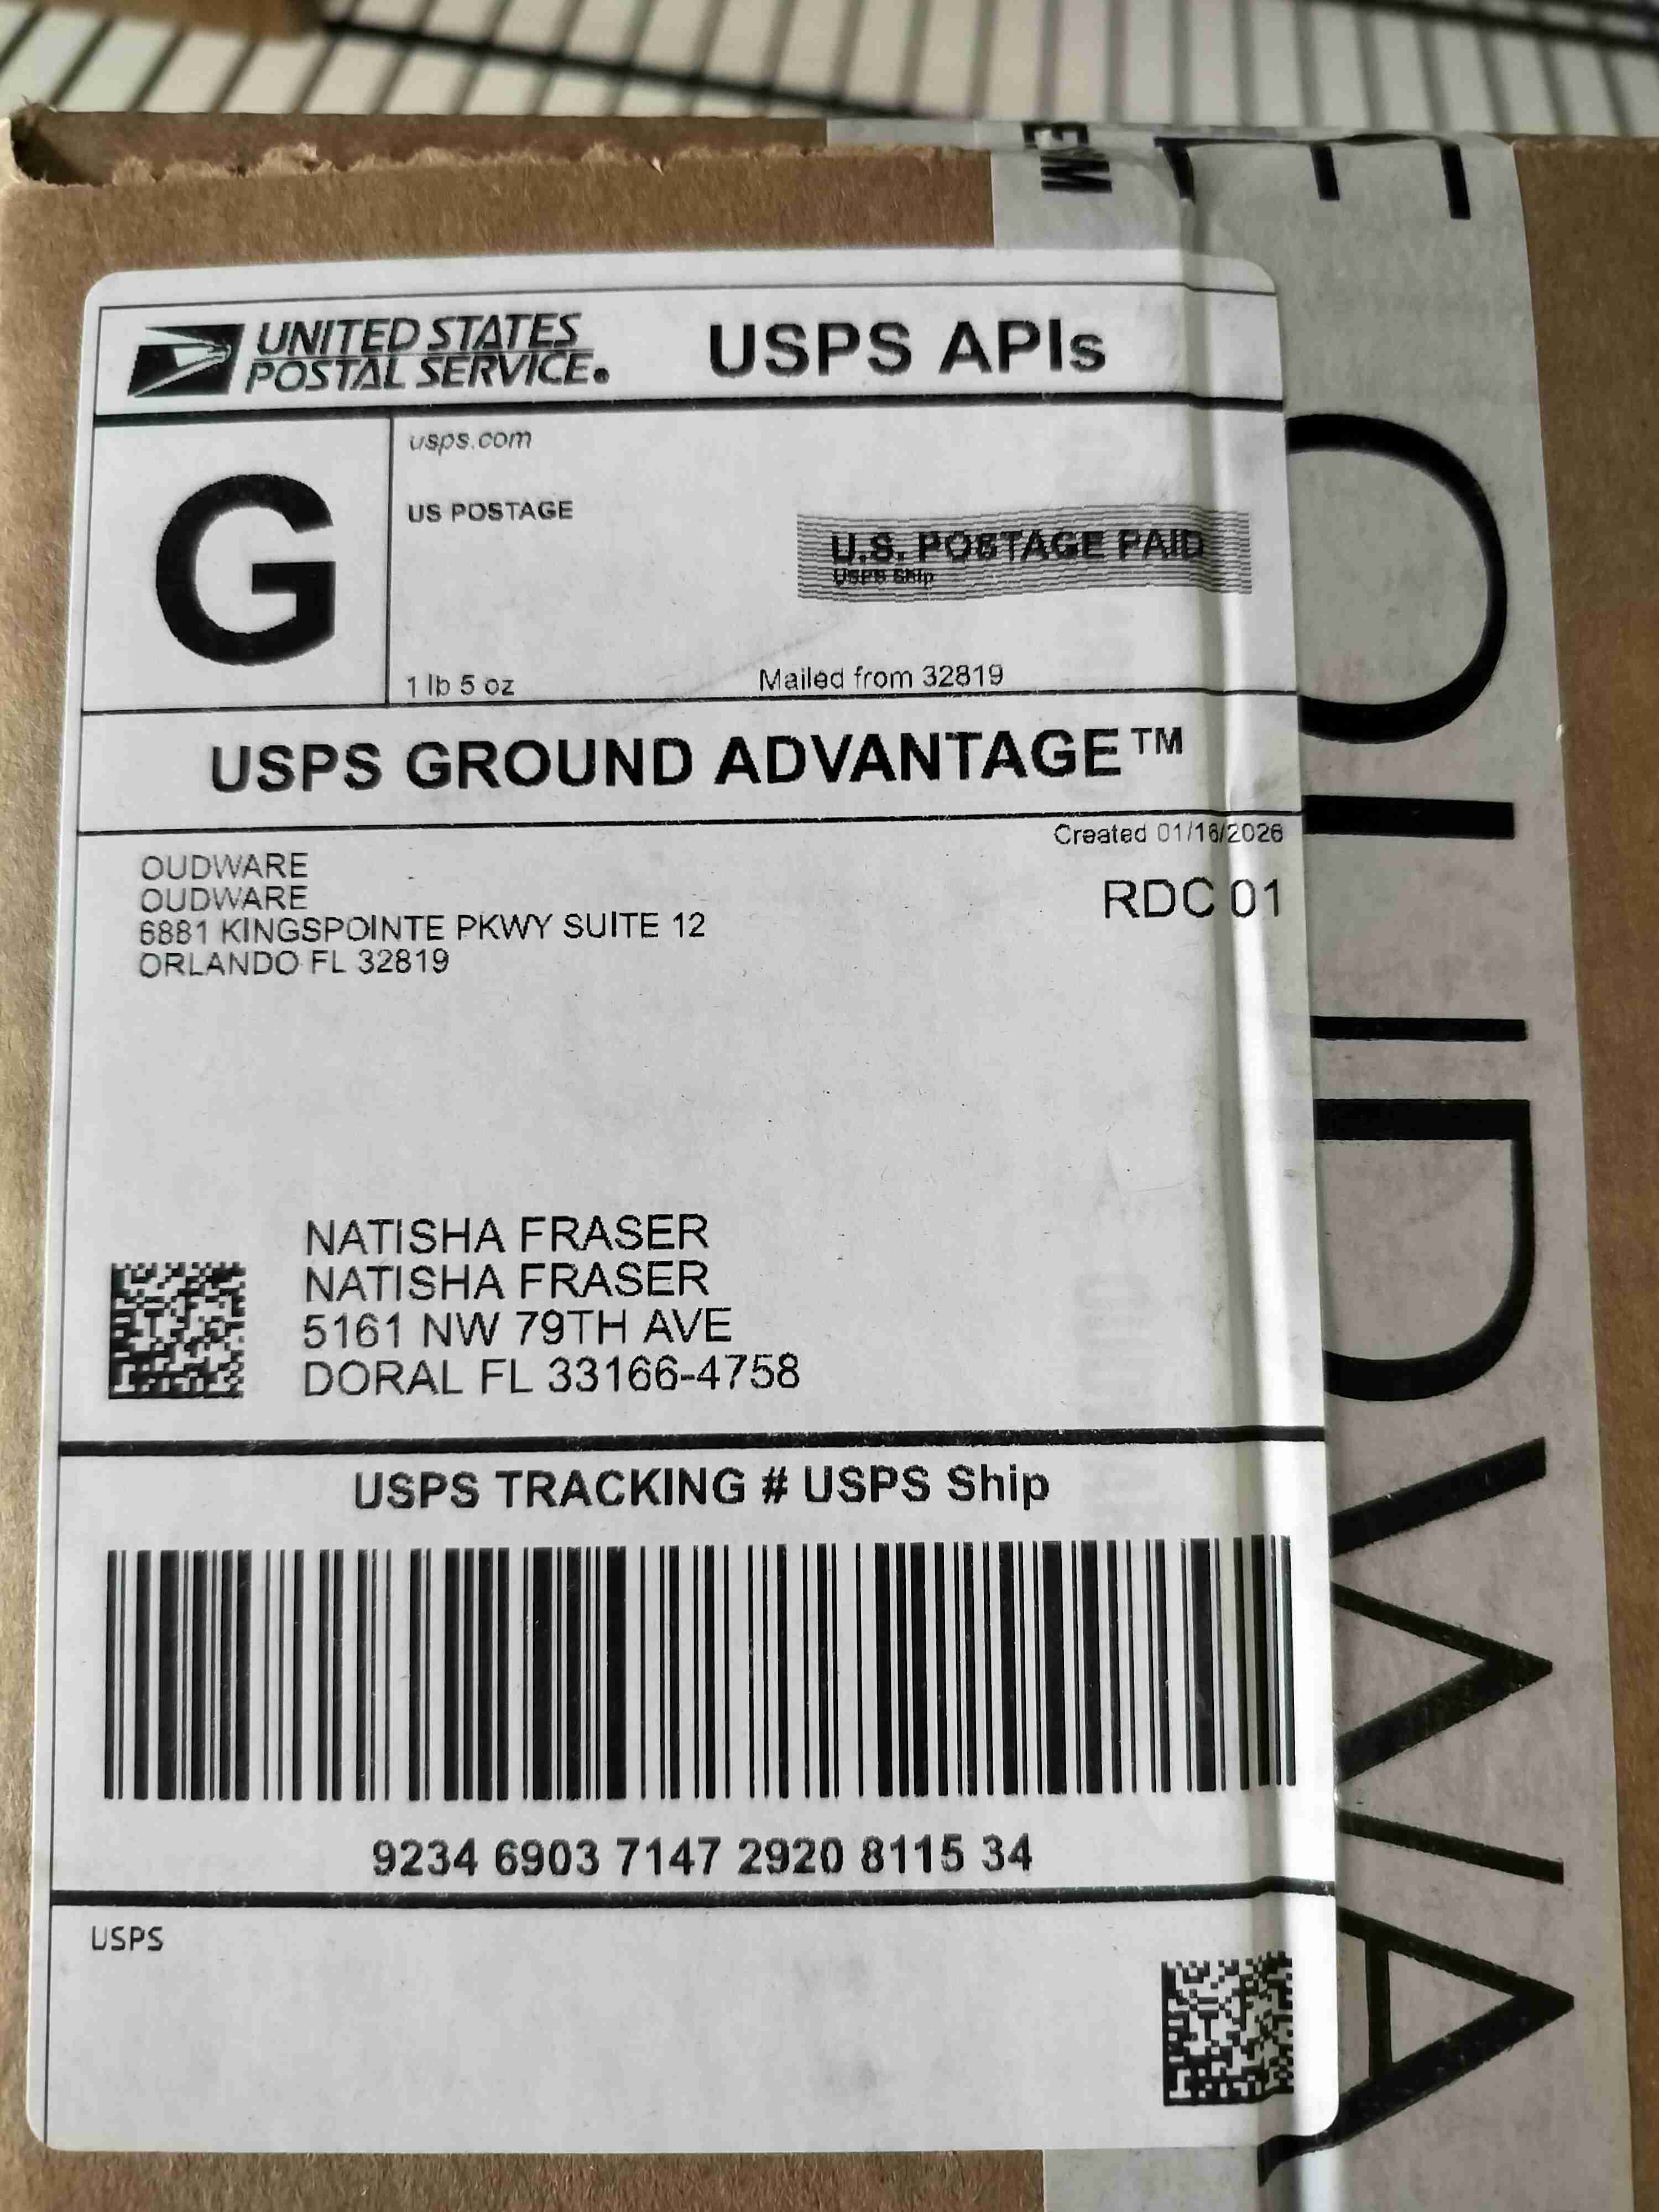 UNITED STATES
POSTAL SERVICE.
USPS APIs
G
usps.com
US POSTAGE
U.S. POSTAGE PAID
USPS Ship
1 lb 5 oz
Mailed from 32819
USPS GROUND ADVANTAGE™
Created 01/16/2026
OUDWARE
OUDWARE
6881 KINGSPOINTE PKWY SUITE 12
ORLANDO FL 32819
RDC 01
NATISHA FRASER
NATISHA FRASER
5161 NW 79TH AVE
DORAL FL 33166-4758
USPS TRACKING # USPS Ship
9234 6903 7147 2920 8115 34
USPS
OUDWA